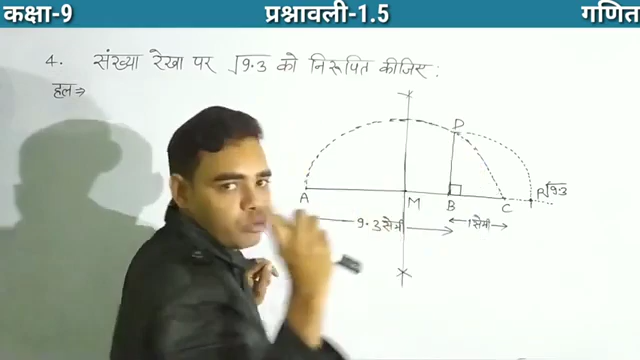 कक्षा-9 प्रश्नावली-1.5 गणित
4. संख्या रेखा पर √9.3 को निरूपित कीजिए:
हल⇒
D
A M B C P √9.3
9.3 सेमी 1 सेमी